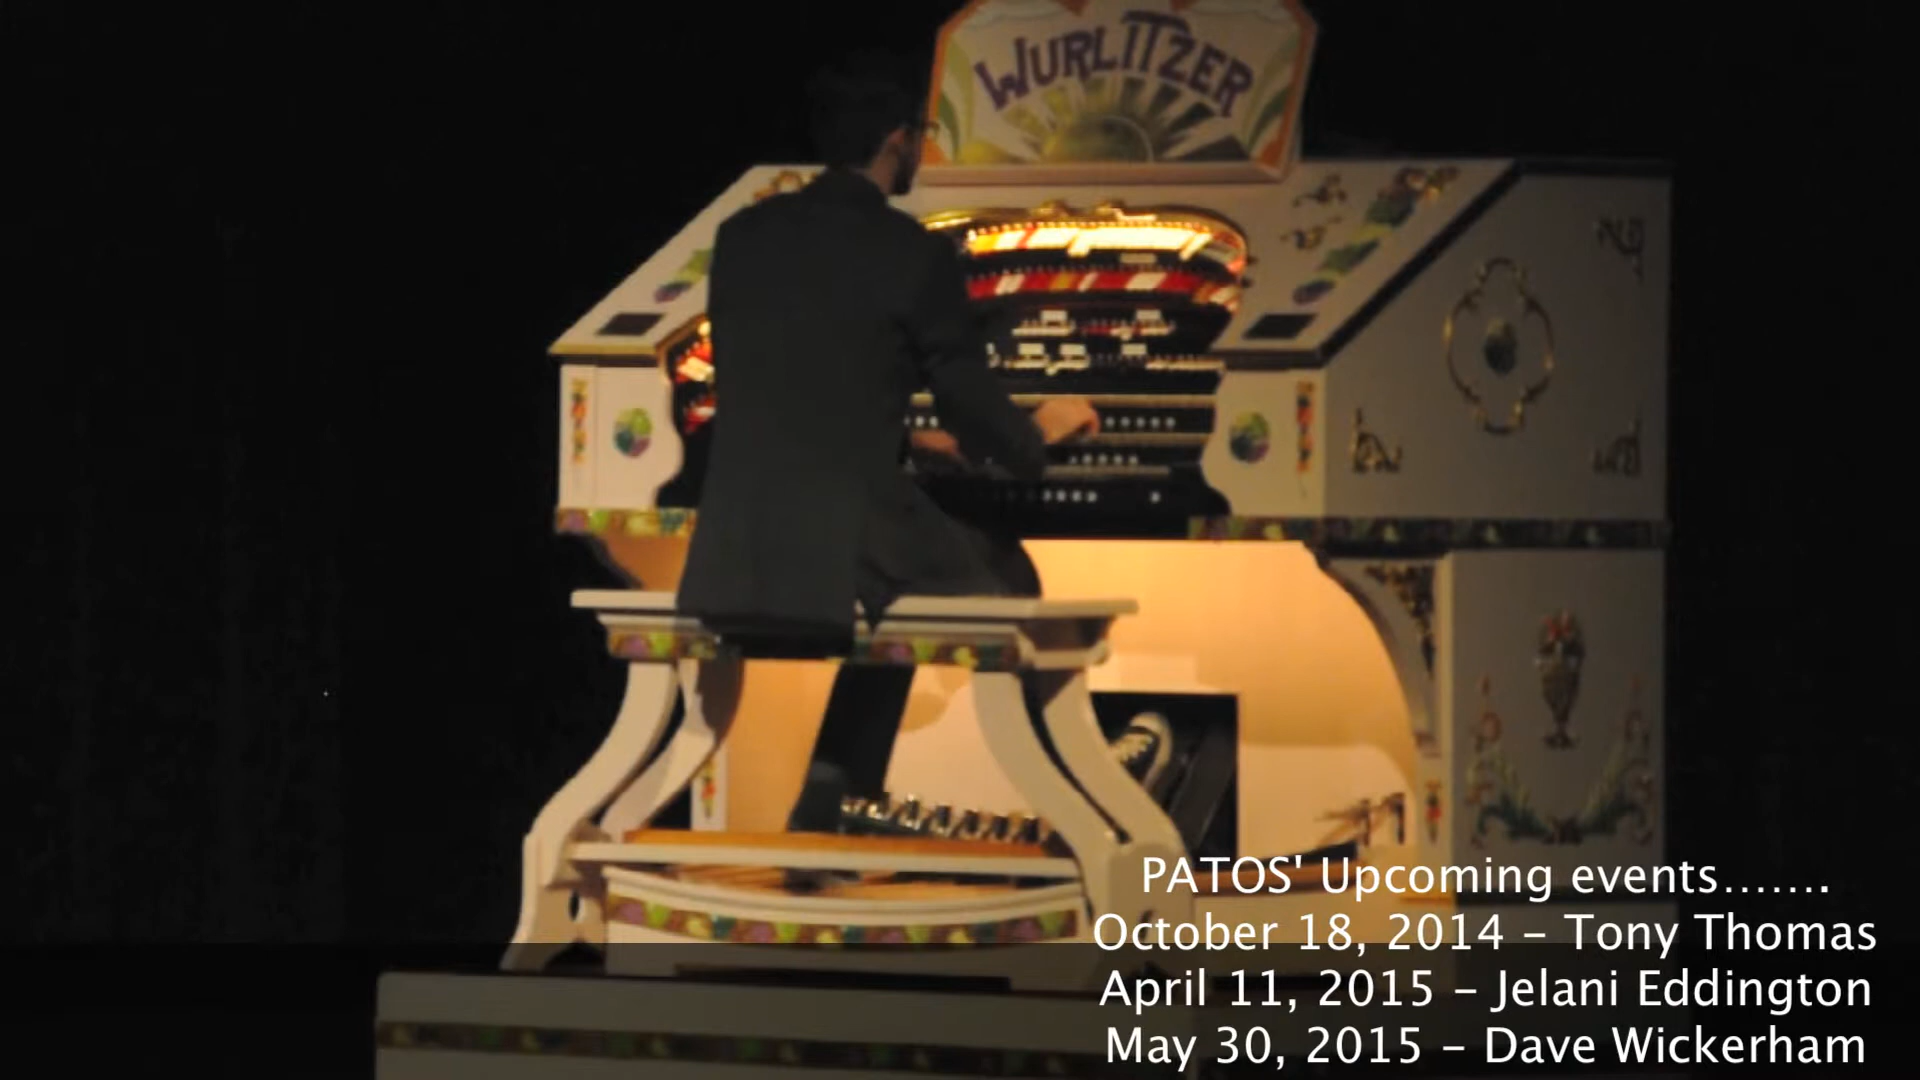 WURLITZER
PATOS' Upcoming events…….
October 18, 2014 – Tony Thomas
April 11, 2015 – Jelani Eddington
May 30, 2015 – Dave Wickerham